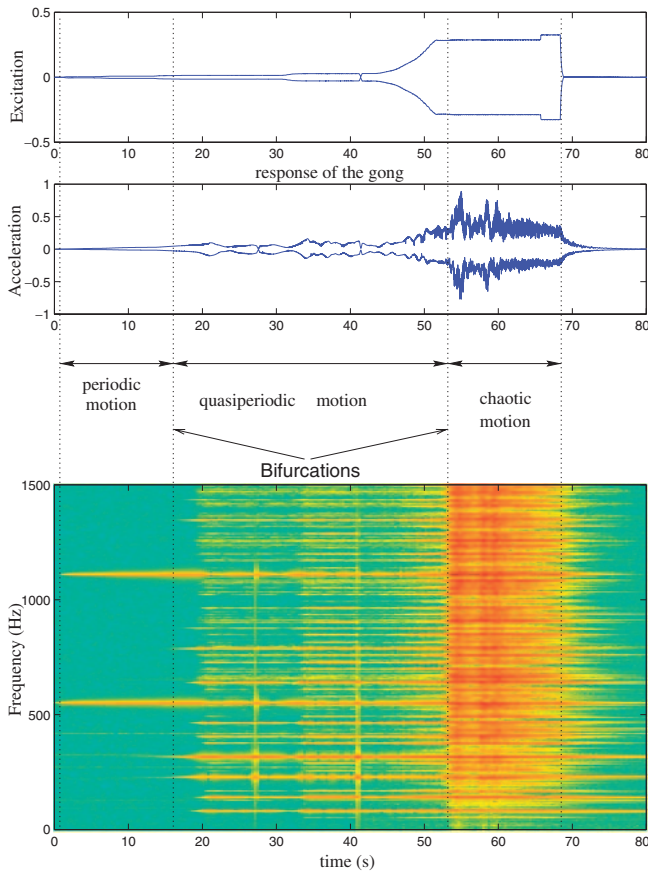 0.5
0
−0.5
Excitation
0 10 20 30 40 50 60 70 80
response of the gong
1
0.5
0
−0.5
−1
Acceleration
0 10 20 30 40 50 60 70 80
periodic
motion
quasiperiodic motion
chaotic
motion
Bifurcations
1500
1000
500
0
Frequency (Hz)
0 10 20 30 40 50 60 70 80
time (s)